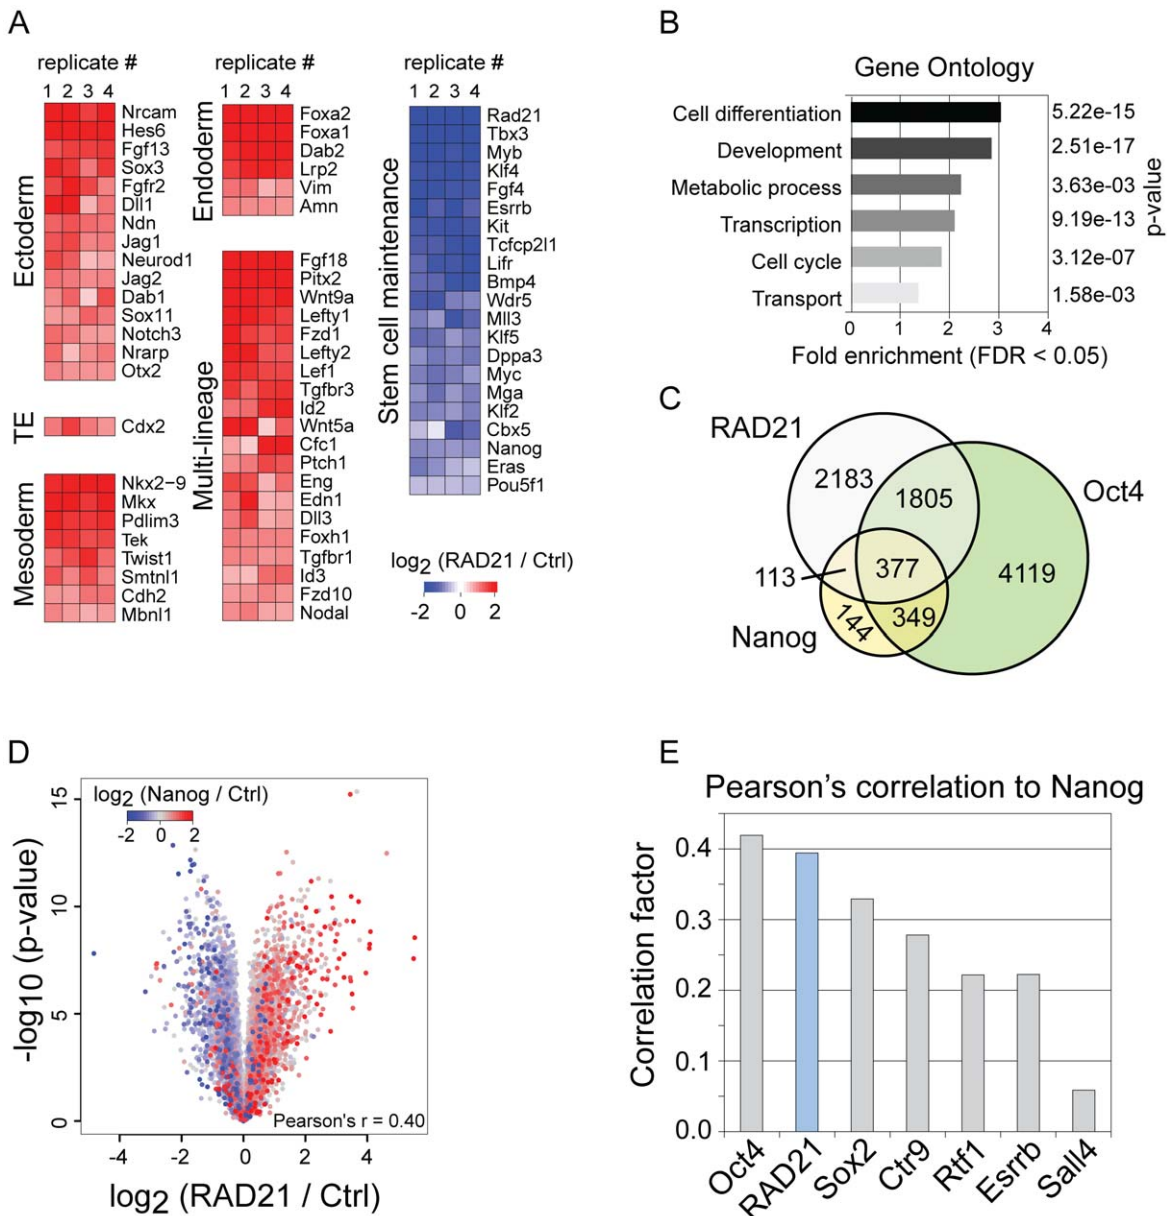 A
replicate #
1 2 3 4
Ectoderm
Nrcam
Hes6
Fgf13
Sox3
Fgfr2
Dll1
Ndn
Jag1
Neurod1
Jag2
Dab1
Sox11
Notch3
Nrarp
Otx2
TE
Cdx2
Mesoderm
Nkx2−9
Mkx
Pdlim3
Tek
Twist1
Smtnl1
Cdh2
Mbnl1
replicate #
1 2 3 4
Endoderm
Foxa2
Foxa1
Dab2
Lrp2
Vim
Amn
Multi-lineage
Fgf18
Pitx2
Wnt9a
Lefty1
Fzd1
Lefty2
Lef1
Tgfbr3
Id2
Wnt5a
Cfc1
Ptch1
Eng
Edn1
Dll3
Foxh1
Tgfbr1
Id3
Fzd10
Nodal
replicate #
1 2 3 4
Stem cell maintenance
Rad21
Tbx3
Myb
Klf4
Fgf4
Esrrb
Kit
Tcfcp2l1
Lifr
Bmp4
Wdr5
Mll3
Klf5
Dppa3
Myc
Mga
Klf2
Cbx5
Nanog
Eras
Pou5f1
log2 (RAD21 / Ctrl)
-2 0 2
B
Gene Ontology
Cell differentiation 5.22e-15
Development 2.51e-17
Metabolic process 3.63e-03
Transcription 9.19e-13
Cell cycle 3.12e-07
Transport 1.58e-03
p-value
0 1 2 3 4
Fold enrichment (FDR < 0.05)
C
RAD21
Oct4
Nanog
2183
1805
4119
377
113
349
144
D
log2 (Nanog / Ctrl)
-2 0 2
-log10 (p-value)
15
10
5
0
Pearson's r = 0.40
-4 -2 0 2 4
log2 (RAD21 / Ctrl)
E
Pearson’s correlation to Nanog
Correlation factor
0.4
0.3
0.2
0.1
0.0
Oct4
RAD21
Sox2
Ctr9
Rtf1
Esrrb
Sall4